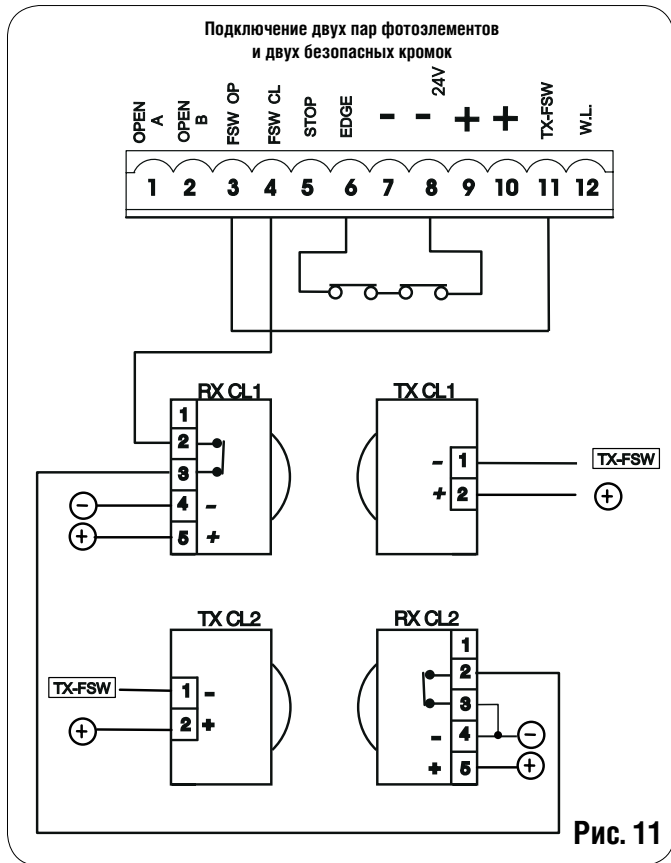 Подключение двух пар фотоэлементов
и двух безопасных кромок
OPEN A
OPEN B
FSW OP
FSW CL
STOP
EDGE
-
- 24V
+
+
TX-FSW
W.L.
1 2 3 4 5 6 7 8 9 10 11 12
RX CL1
1
2
3
4 -
5 +
TX CL1
- 1 TX-FSW
+ 2 +
- 
+
TX CL2
TX-FSW 1 -
+ 2 +
RX CL2
1
2
3
- 4 -
+ 5 +
Рис. 11